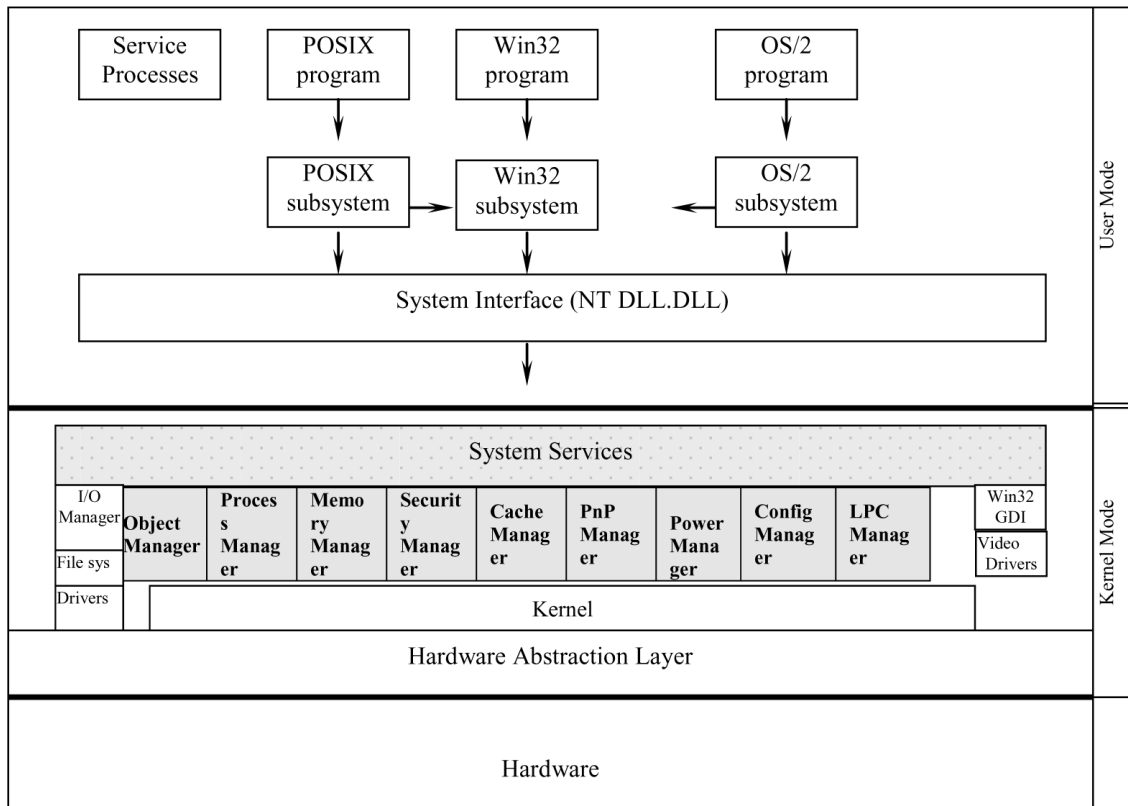 Service
Processes
POSIX
program
Win32
program
OS/2
program
POSIX
subsystem
Win32
subsystem
OS/2
subsystem
System Interface (NT DLL.DLL)
User Mode
System Services
I/O
Manager
File sys
Drivers
Object
Manager
Proces
s
Manag
er
Memo
ry
Manag
er
Securit
y
Manag
er
Cache
Manag
er
PnP
Manag
er
Power
Mana
ger
Config
Manag
er
LPC
Manag
er
Win32
GDI
Video
Drivers
Kernel
Hardware Abstraction Layer
Kernel Mode
Hardware